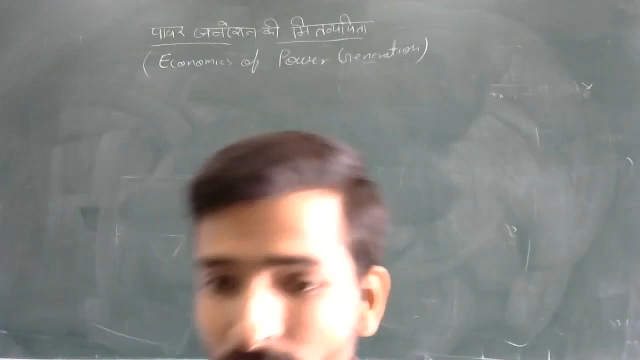 पावर जनरेशन की मितव्ययिता
(Economics of Power Generation)